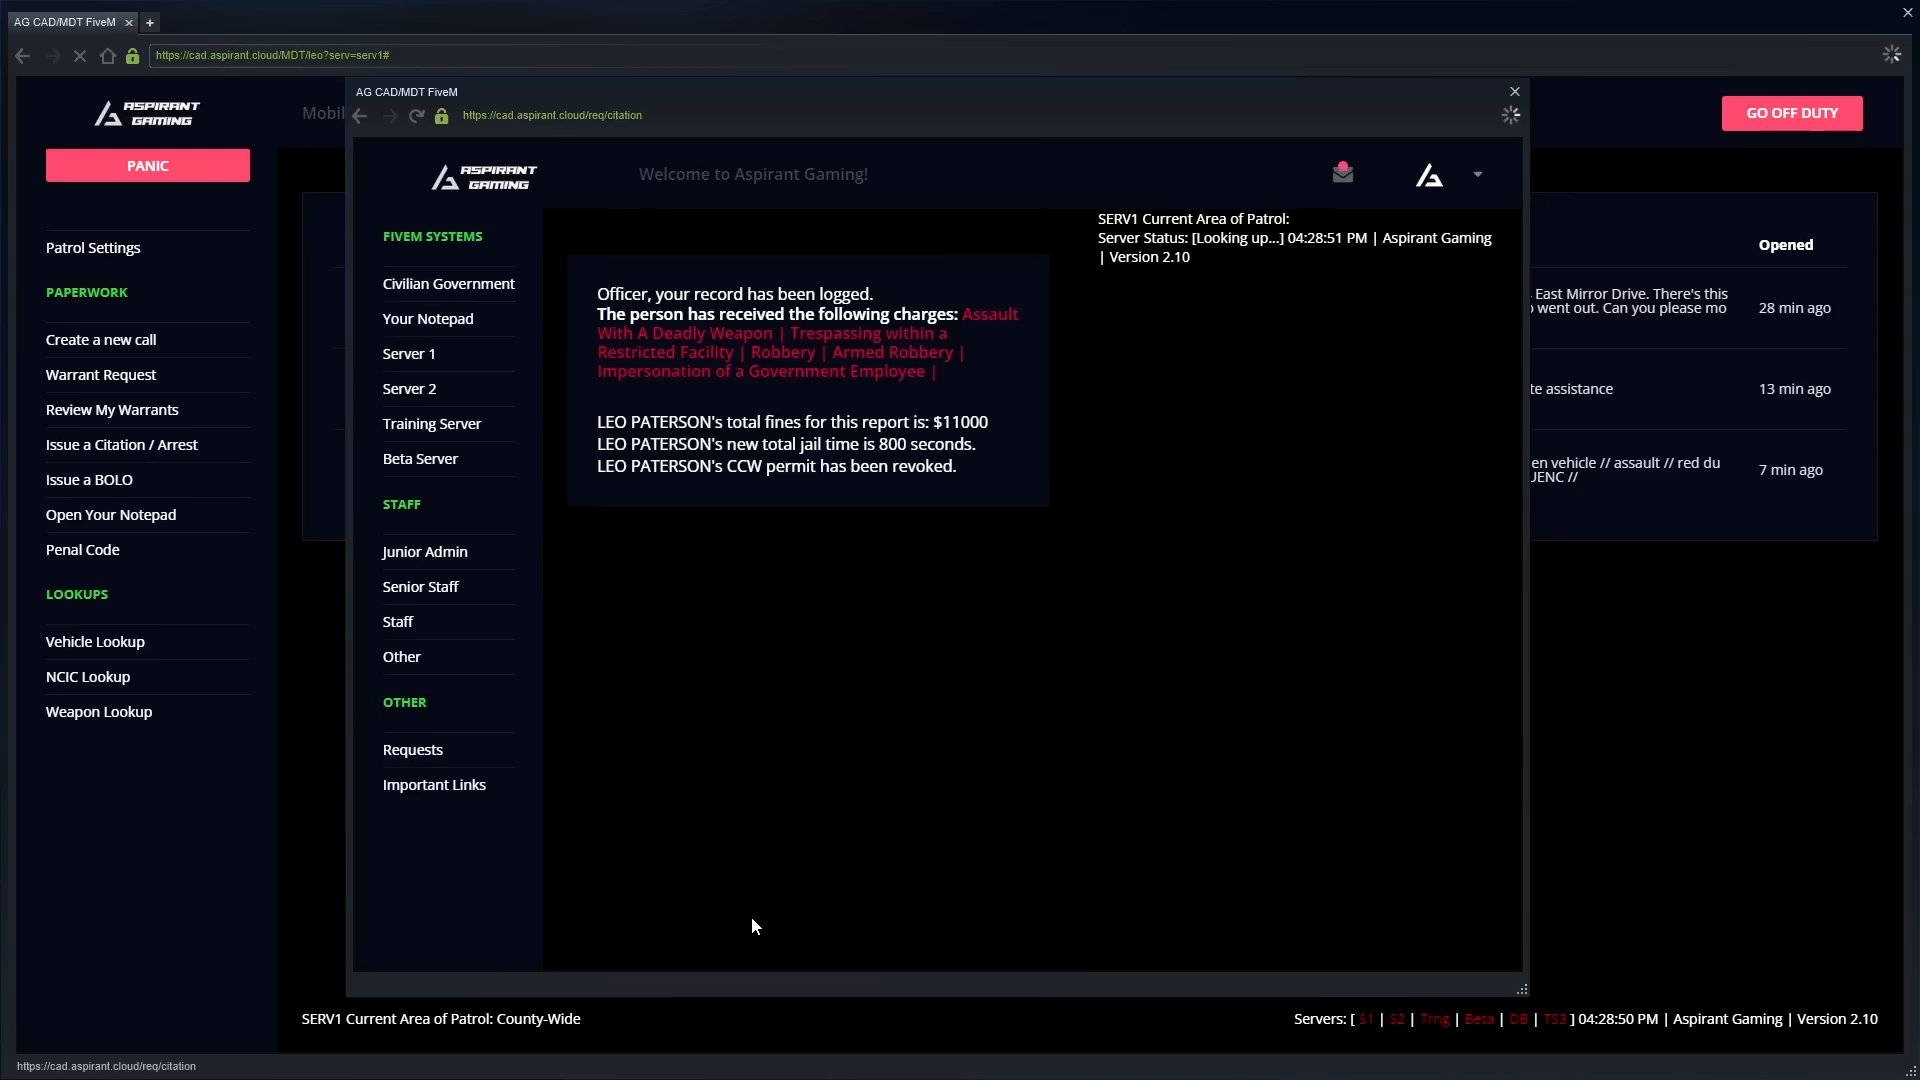 AG CAD/MDT FiveM
https://cad.aspirant.cloud/MDT/leo?serv=serv1#
ASPIRANT
GAMING
Mobil
GO OFF DUTY
PANIC
Patrol Settings
PAPERWORK
Create a new call
Warrant Request
Review My Warrants
Issue a Citation / Arrest
Issue a BOLO
Open Your Notepad
Penal Code
LOOKUPS
Vehicle Lookup
NCIC Lookup
Weapon Lookup
AG CAD/MDT FiveM
https://cad.aspirant.cloud/req/citation
ASPIRANT
GAMING
Welcome to Aspirant Gaming!
FIVEM SYSTEMS
Civilian Government
Your Notepad
Server 1
Server 2
Training Server
Beta Server
STAFF
Junior Admin
Senior Staff
Staff
Other
OTHER
Requests
Important Links
Officer, your record has been logged.
The person has received the following charges: Assault
With A Deadly Weapon | Trespassing within a
Restricted Facility | Robbery | Armed Robbery |
Impersonation of a Government Employee |
LEO PATERSON's total fines for this report is: $11000
LEO PATERSON's new total jail time is 800 seconds.
LEO PATERSON's CCW permit has been revoked.
SERV1 Current Area of Patrol:
Server Status: [Looking up...] 04:28:51 PM | Aspirant Gaming
| Version 2.10
Opened
East Mirror Drive. There's this
went out. Can you please mo
28 min ago
te assistance
13 min ago
en vehicle // assault // red du
JENC //
7 min ago
SERV1 Current Area of Patrol: County-Wide
Servers: [ S1 | S2 | Trng | Beta | DB | TS3 ] 04:28:50 PM | Aspirant Gaming | Version 2.10
https://cad.aspirant.cloud/req/citation